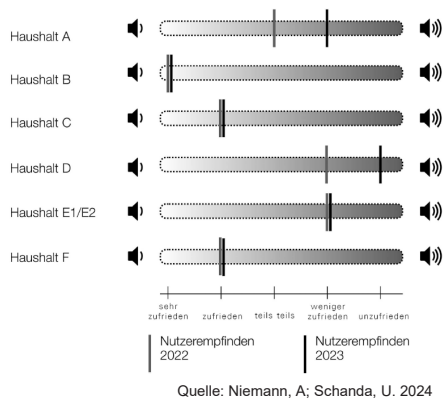 Haushalt A
Haushalt B
Haushalt C
Haushalt D
Haushalt E1/E2
Haushalt F
sehr zufrieden
zufrieden
teils teils
weniger zufrieden
unzufrieden
Nutzerempfinden
2022
Nutzerempfinden
2023
Quelle: Niemann, A; Schanda, U. 2024